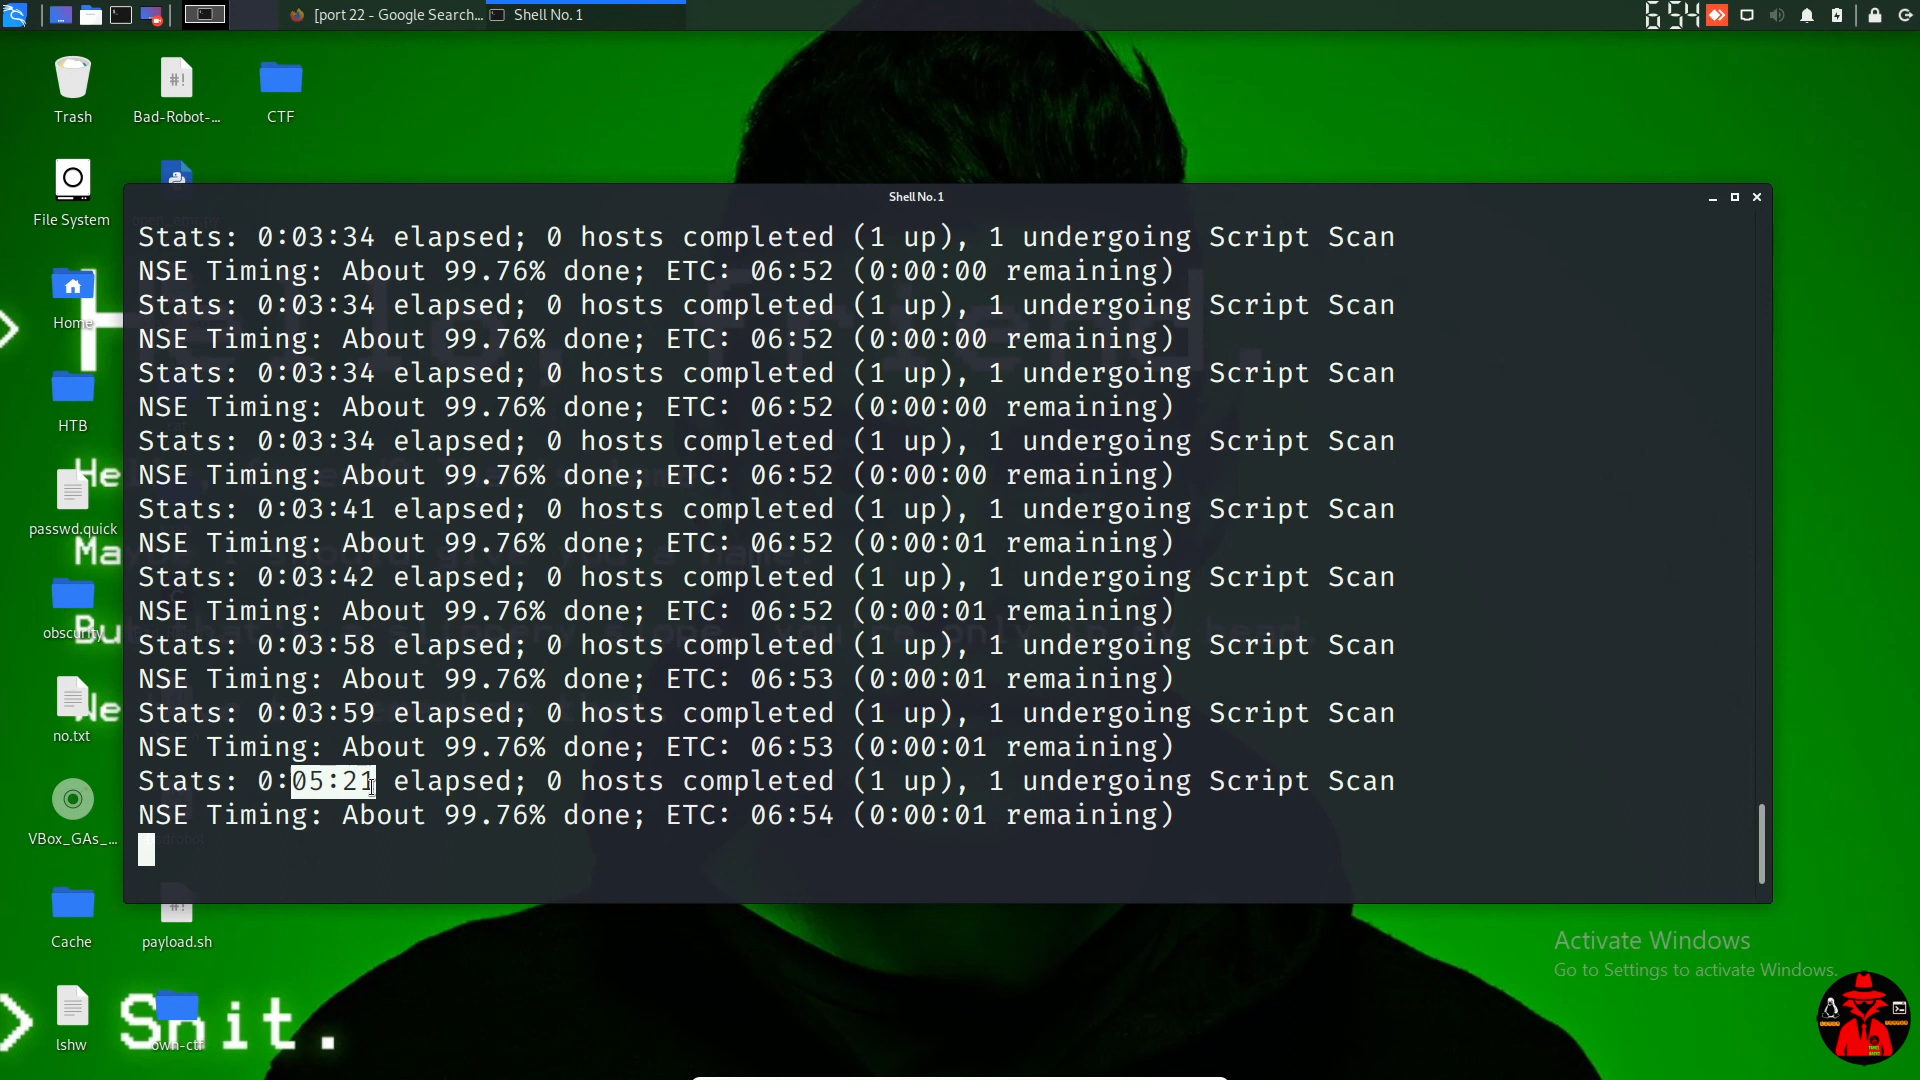 [port 22 - Google Search...
Shell No. 1
6 54
Trash
Bad-Robot-...
CTF
File System
Home
HTB
passwd.quick
obscurity
no.txt
VBox_GAs_...
Cache
payload.sh
lshw
own-ctf
Shell No. 1
Stats: 0:03:34 elapsed; 0 hosts completed (1 up), 1 undergoing Script Scan
NSE Timing: About 99.76% done; ETC: 06:52 (0:00:00 remaining)
Stats: 0:03:34 elapsed; 0 hosts completed (1 up), 1 undergoing Script Scan
NSE Timing: About 99.76% done; ETC: 06:52 (0:00:00 remaining)
Stats: 0:03:34 elapsed; 0 hosts completed (1 up), 1 undergoing Script Scan
NSE Timing: About 99.76% done; ETC: 06:52 (0:00:00 remaining)
Stats: 0:03:34 elapsed; 0 hosts completed (1 up), 1 undergoing Script Scan
NSE Timing: About 99.76% done; ETC: 06:52 (0:00:00 remaining)
Stats: 0:03:41 elapsed; 0 hosts completed (1 up), 1 undergoing Script Scan
NSE Timing: About 99.76% done; ETC: 06:52 (0:00:01 remaining)
Stats: 0:03:42 elapsed; 0 hosts completed (1 up), 1 undergoing Script Scan
NSE Timing: About 99.76% done; ETC: 06:52 (0:00:01 remaining)
Stats: 0:03:58 elapsed; 0 hosts completed (1 up), 1 undergoing Script Scan
NSE Timing: About 99.76% done; ETC: 06:53 (0:00:01 remaining)
Stats: 0:03:59 elapsed; 0 hosts completed (1 up), 1 undergoing Script Scan
NSE Timing: About 99.76% done; ETC: 06:53 (0:00:01 remaining)
Stats: 0:05:21 elapsed; 0 hosts completed (1 up), 1 undergoing Script Scan
NSE Timing: About 99.76% done; ETC: 06:54 (0:00:01 remaining)
Activate Windows
Go to Settings to activate Windows.